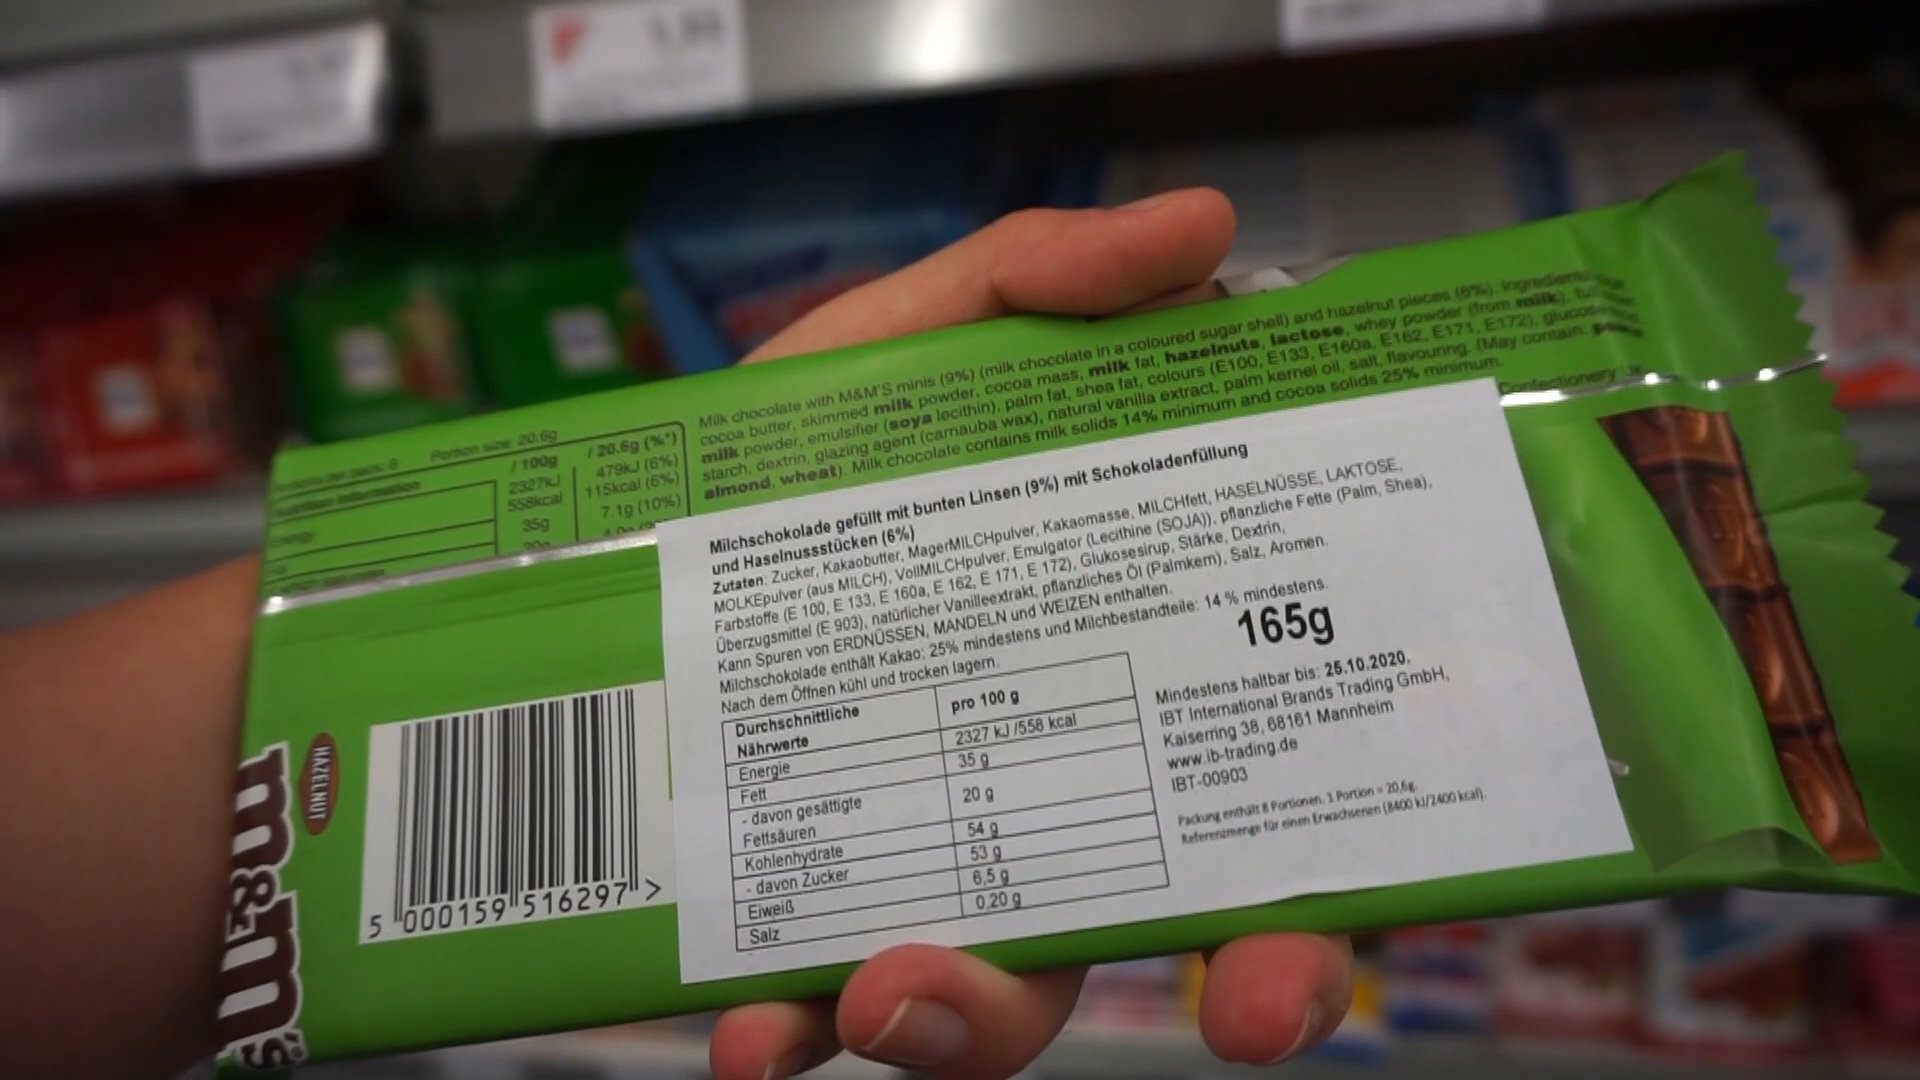 Portion size: 20.6g
/ 100g
/ 20.6g (%*)
2327kJ
479kJ (6%)
558kcal
115kcal (6%)
35g
7.1g (10%)
Milk chocolate with M&M'S minis (9%) (milk chocolate in a coloured sugar shell) and hazelnut pieces (6%).
cocoa butter, skimmed milk powder, cocoa mass, milk fat, hazelnuts, lactose, whey powder (from milk),
milk powder, emulsifier (soya lecithin), palm fat, shea fat, colours (E100, E133, E160a, E162, E171, E172),
starch, dextrin, glazing agent (carnauba wax), natural vanilla extract, palm kernel oil, salt, flavouring. (May contain:
almond, wheat). Milk chocolate contains milk solids 14% minimum and cocoa solids 25% minimum.
Confectionery
Milchschokolade gefüllt mit bunten Linsen (9%) mit Schokoladenfüllung
und Haselnussstücken (6%)
Zutaten: Zucker, Kakaobutter, MagerMILCHpulver, Kakaomasse, MILCHfett, HASELNÜSSE, LAKTOSE,
MOLKEpulver (aus MILCH), VollMILCHpulver, Emulgator (Lecithine (SOJA)), pflanzliche Fette (Palm, Shea),
Farbstoffe (E 100, E 133, E 160a, E 162, E 171, E 172), Glukosesirup, Stärke, Dextrin,
Überzugsmittel (E 903), natürlicher Vanilleextrakt, pflanzliches Öl (Palmkern), Salz, Aromen.
Kann Spuren von ERDNÜSSEN, MANDELN und WEIZEN enthalten.
Milchschokolade enthält Kakao: 25% mindestens und Milchbestandteile: 14 % mindestens.
Nach dem Öffnen kühl und trocken lagern.
165g
Durchschnittliche Nährwerte pro 100 g
Energie 2327 kJ /558 kcal
Fett 35 g
- davon gesättigte Fettsäuren 20 g
Kohlenhydrate 54 g
- davon Zucker 53 g
Eiweiß 6,5 g
Salz 0,20 g
Mindestens haltbar bis: 25.10.2020.
IBT International Brands Trading GmbH,
Kaiserring 38, 68161 Mannheim
www.ib-trading.de
IBT-00903
Packung enthält 8 Portionen. 1 Portion = 20,6g.
Referenzmenge für einen Erwachsenen (8400 kJ/2400 kcal).
HAZELNUT
m&m's
5 000159 516297 >